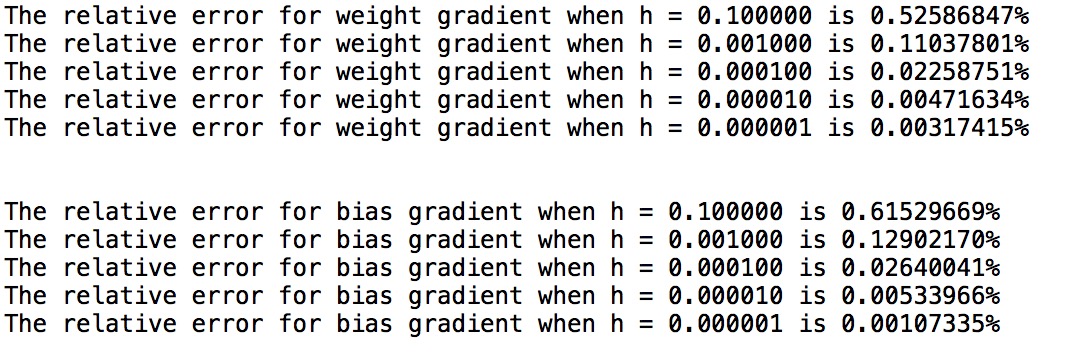 The relative error for weight gradient when h = 0.100000 is 0.52586847%
The relative error for weight gradient when h = 0.001000 is 0.11037801%
The relative error for weight gradient when h = 0.000100 is 0.02258751%
The relative error for weight gradient when h = 0.000010 is 0.00471634%
The relative error for weight gradient when h = 0.000001 is 0.00317415%
The relative error for bias gradient when h = 0.100000 is 0.61529669%
The relative error for bias gradient when h = 0.001000 is 0.12902170%
The relative error for bias gradient when h = 0.000100 is 0.02640041%
The relative error for bias gradient when h = 0.000010 is 0.00533966%
The relative error for bias gradient when h = 0.000001 is 0.00107335%